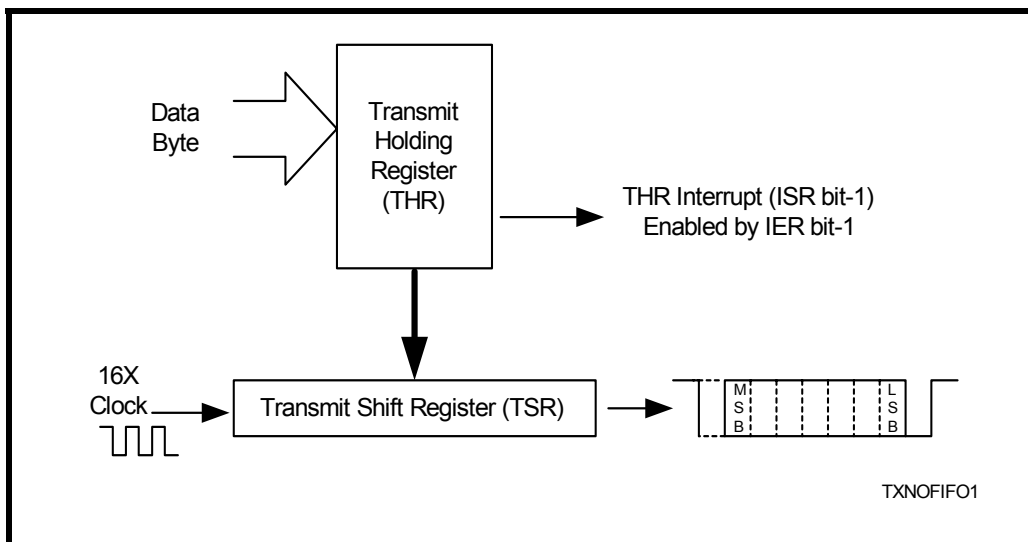 Data
Byte
Transmit
Holding
Register
(THR)
THR Interrupt (ISR bit-1)
Enabled by IER bit-1
16X
Clock
Transmit Shift Register (TSR)
M
S
B
L
S
B
TXNOFIFO1